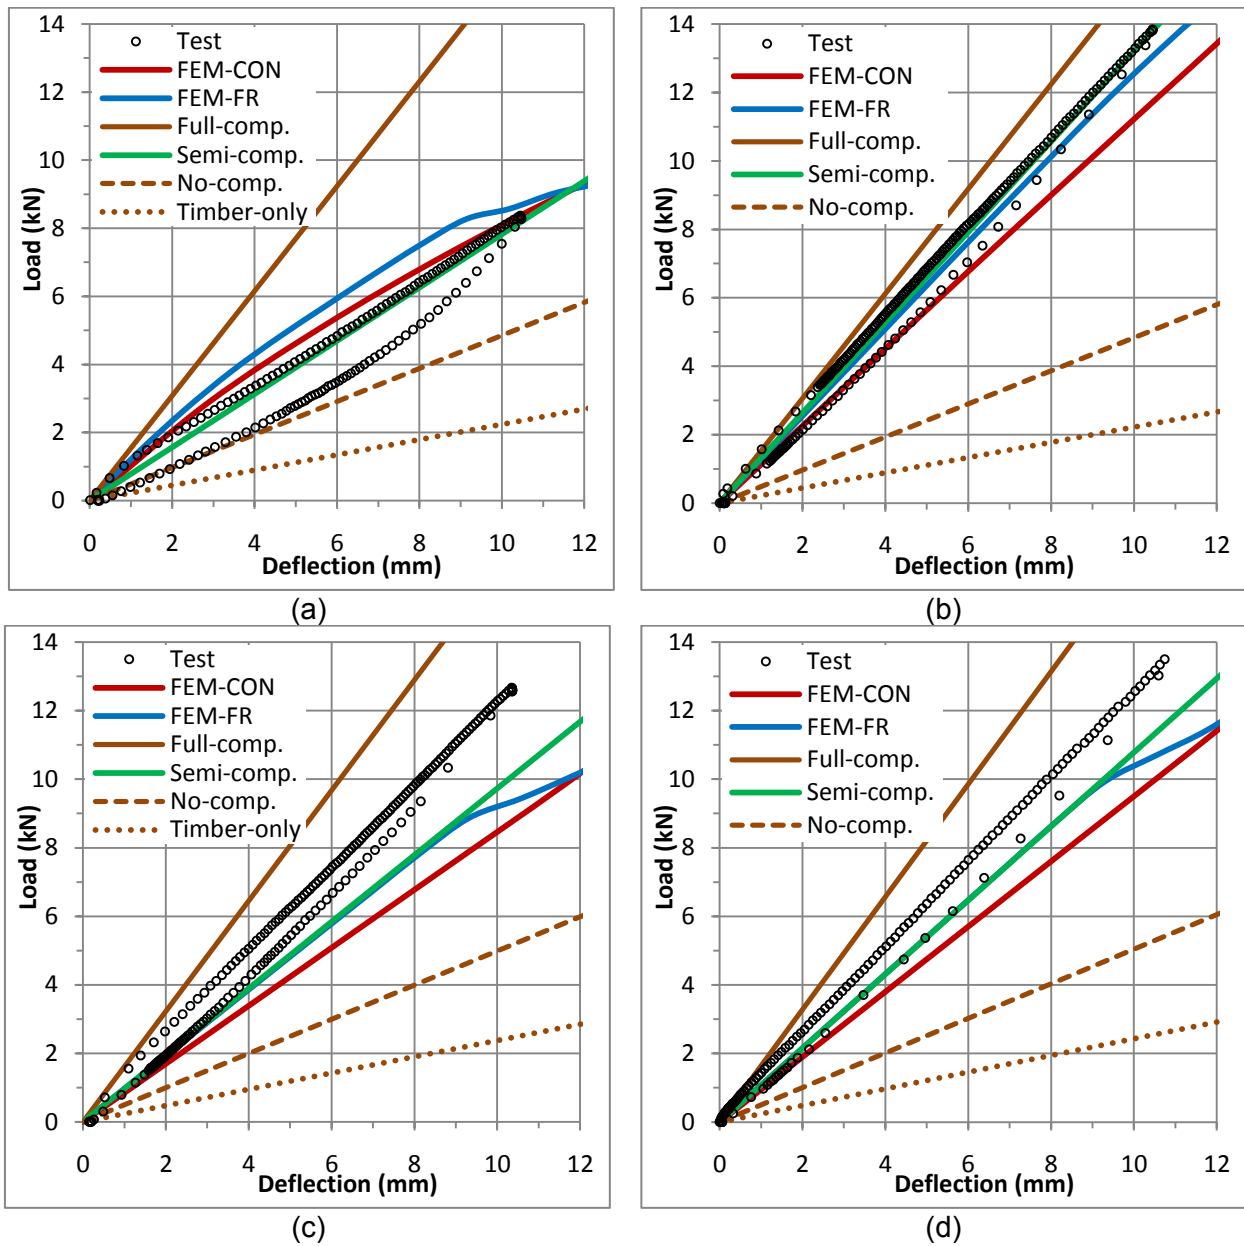 14
12
10
8
6
4
2
0
Load (kN)
Test
FEM-CON
FEM-FR
Full-comp.
Semi-comp.
No-comp.
Timber-only
0 2 4 6 8 10 12
Deflection (mm)
(a)
14
12
10
8
6
4
2
0
Load (kN)
Test
FEM-CON
FEM-FR
Full-comp.
Semi-comp.
No-comp.
0 2 4 6 8 10 12
Deflection (mm)
(b)
14
12
10
8
6
4
2
0
Load (kN)
Test
FEM-CON
FEM-FR
Full-comp.
Semi-comp.
No-comp.
Timber-only
0 2 4 6 8 10 12
Deflection (mm)
(c)
14
12
10
8
6
4
2
0
Load (kN)
Test
FEM-CON
FEM-FR
Full-comp.
Semi-comp.
No-comp.
0 2 4 6 8 10 12
Deflection (mm)
(d)